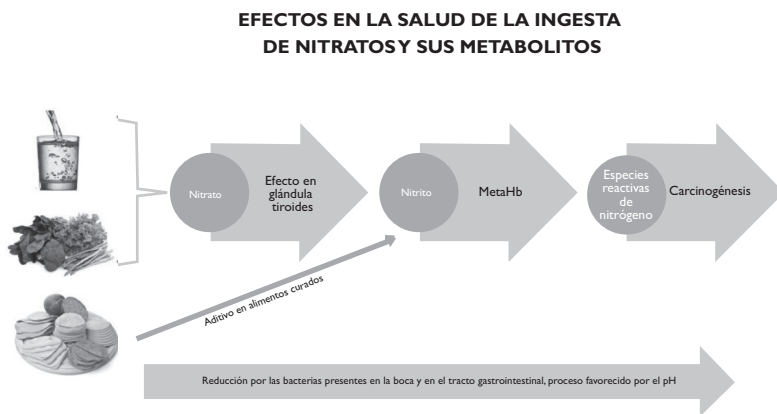 EFECTOS EN LA SALUD DE LA INGESTA
DE NITRATOS Y SUS METABOLITOS
Nitrato
Efecto en
glándula
tiroides
Nitrito
MetaHb
Especies
reactivas
de
nitrógeno
Carcinogénesis
Aditivo en alimentos curados
Reducción por las bacterias presentes en la boca y en el tracto gastrointestinal, proceso favorecido por el pH